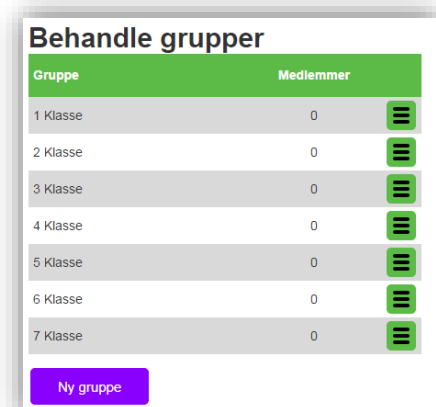 Behandle grupper
Gruppe Medlemmer
1 Klasse 0
2 Klasse 0
3 Klasse 0
4 Klasse 0
5 Klasse 0
6 Klasse 0
7 Klasse 0
Ny gruppe